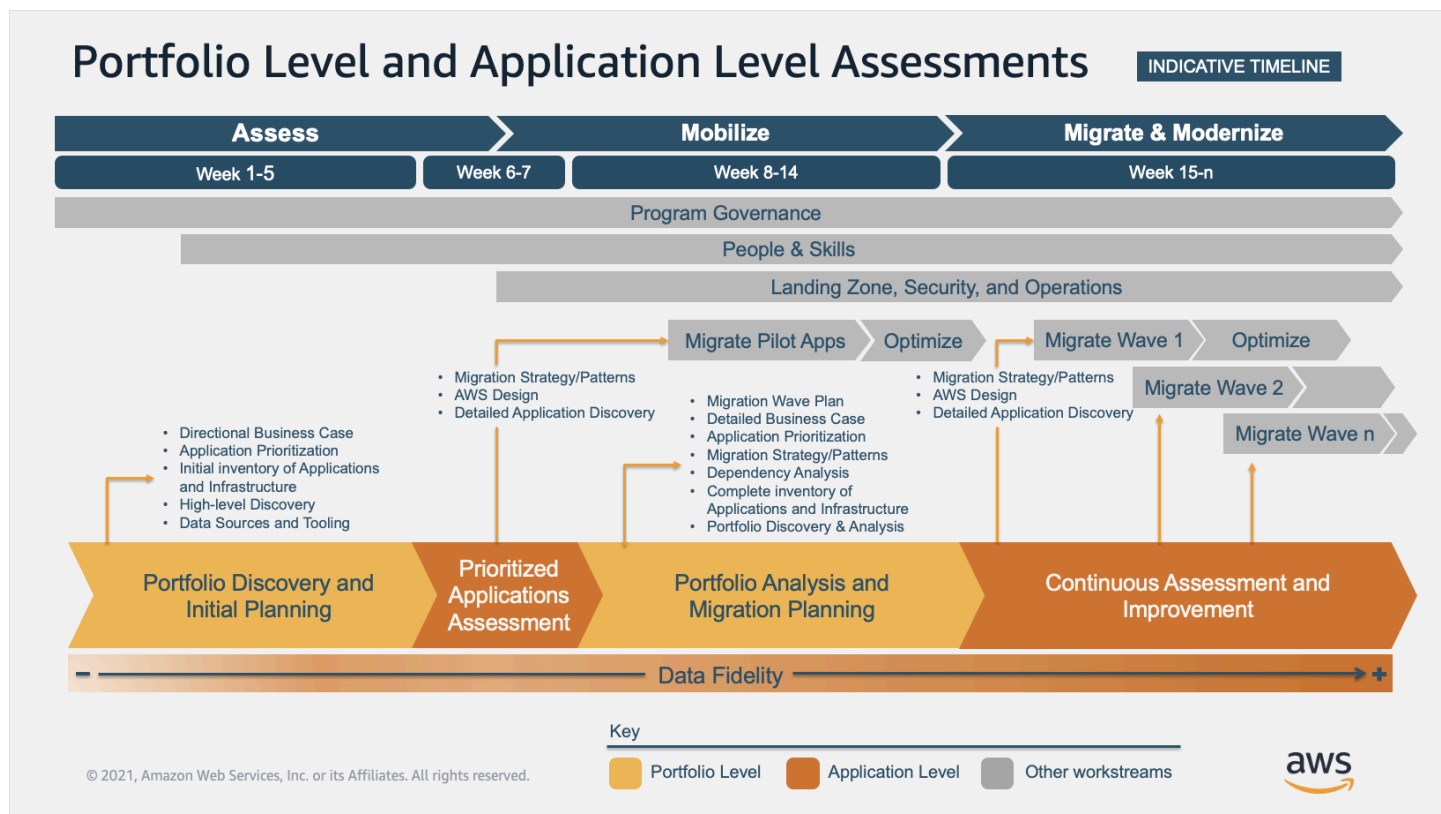 Portfolio Level and Application Level Assessments
INDICATIVE TIMELINE
Assess
Mobilize
Migrate & Modernize
Week 1-5
Week 6-7
Week 8-14
Week 15-n
Program Governance
People & Skills
Landing Zone, Security, and Operations
Migrate Pilot Apps
Optimize
Migrate Wave 1
Optimize
Migrate Wave 2
Migrate Wave n
• Directional Business Case
• Application Prioritization
• Initial inventory of Applications
and Infrastructure
• High-level Discovery
• Data Sources and Tooling
• Migration Strategy/Patterns
• AWS Design
• Detailed Application Discovery
• Migration Wave Plan
• Detailed Business Case
• Application Prioritization
• Migration Strategy/Patterns
• Dependency Analysis
• Complete inventory of
Applications and Infrastructure
• Portfolio Discovery & Analysis
• Migration Strategy/Patterns
• AWS Design
• Detailed Application Discovery
Portfolio Discovery and
Initial Planning
Prioritized
Applications
Assessment
Portfolio Analysis and
Migration Planning
Continuous Assessment and
Improvement
- Data Fidelity +
Key
Portfolio Level
Application Level
Other workstreams
© 2021, Amazon Web Services, Inc. or its Affiliates. All rights reserved.
aws